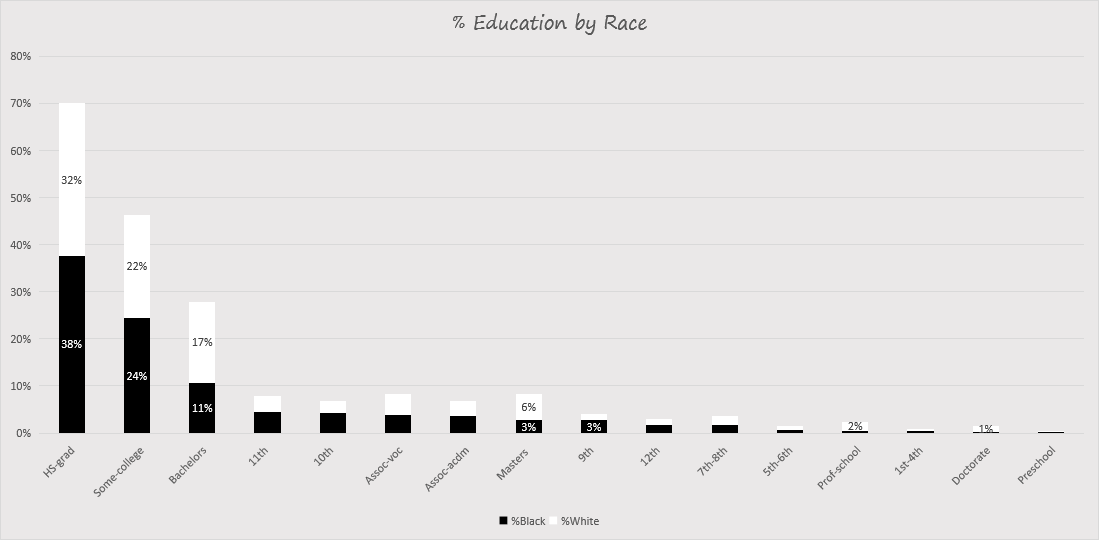 % Education by Race
80%
70%
60%
50%
40%
30%
20%
10%
0%
32%
38%
22%
24%
17%
11%
6%
3%
3%
2%
1%
HS-grad
Some-college
Bachelors
11th
10th
Assoc-voc
Assoc-acdm
Masters
9th
12th
7th-8th
5th-6th
Prof-school
1st-4th
Doctorate
Preschool
%Black %White